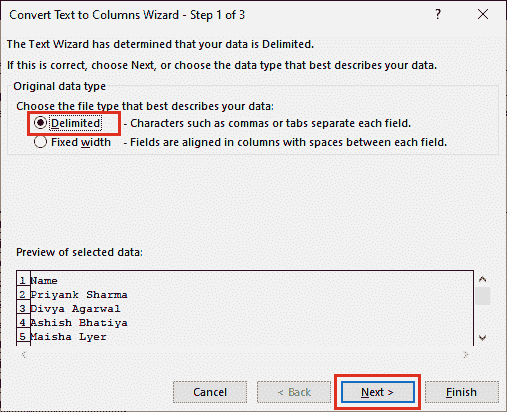 Convert Text to Columns Wizard - Step 1 of 3
The Text Wizard has determined that your data is Delimited.
If this is correct, choose Next, or choose the data type that best describes your data.
Original data type
Choose the file type that best describes your data:
Delimited - Characters such as commas or tabs separate each field.
Fixed width - Fields are aligned in columns with spaces between each field.
Preview of selected data:
1 Name
2 Priyank Sharma
3 Divya Agarwal
4 Ashish Bhatiya
5 Maisha Lyer
Cancel < Back Next > Finish